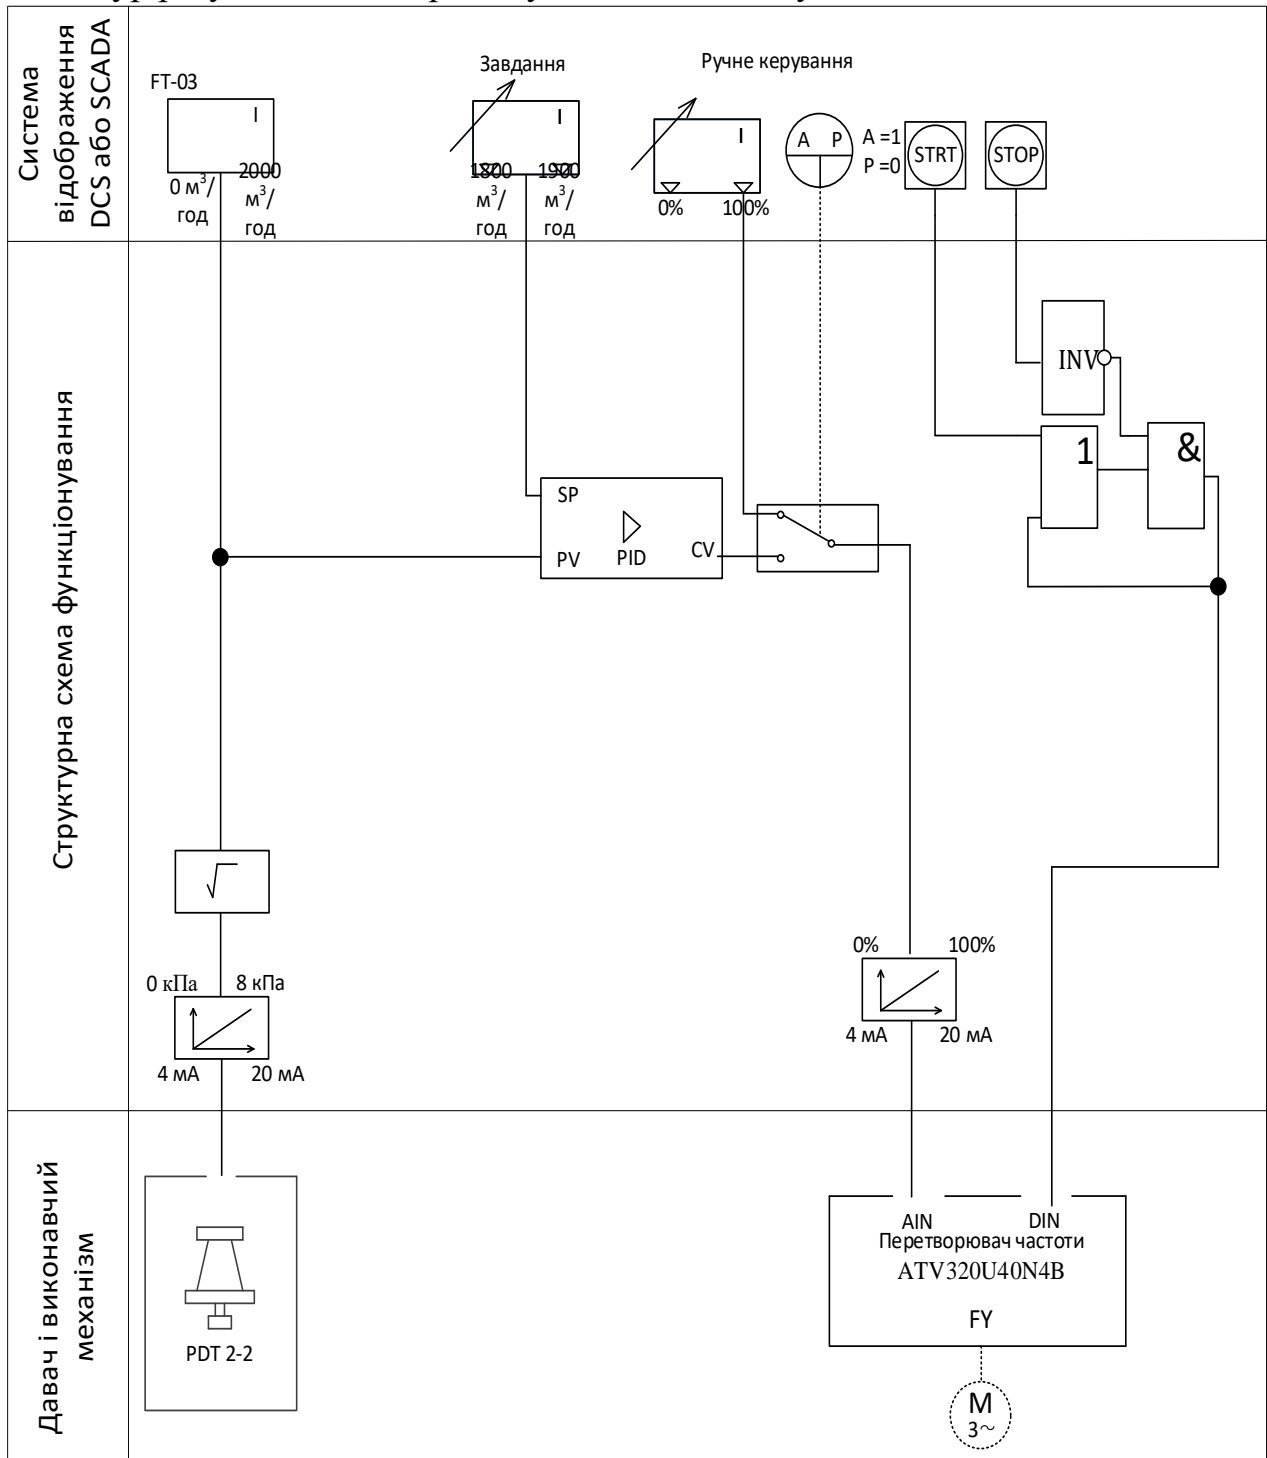 Система
відображення
DCS або SCADA
FT-03
I
0 м³/
год
2000
м³/
год
Завдання
I
1800
м³/
год
1900
м³/
год
Ручне керування
I
0%
100%
A P
A =1
P =0
STRT
STOP
Структурна схема функціонування
INV
1
&
SP
PV
PID
CV
0 кПа
8 кПа
4 мА
20 мА
0%
100%
4 мА
20 мА
Давач і виконавчий
механізм
PDT 2-2
AIN
DIN
Перетворювач частоти
ATV320U40N4B
FY
M
3~